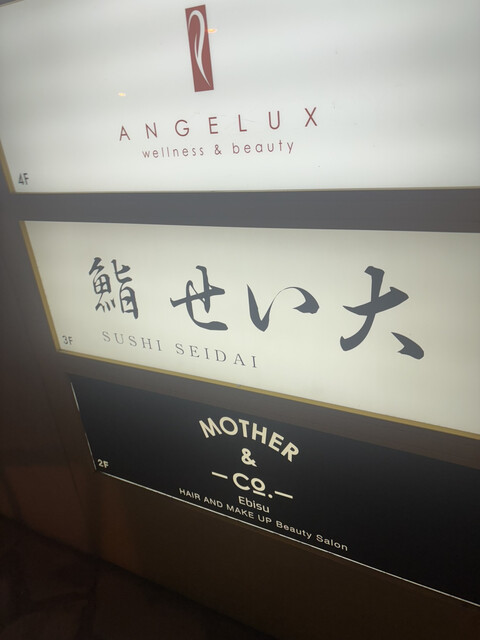 ANGELUX
wellness & beauty
4F
鮨 せい大
SUSHI SEIDAI
3F
MOTHER
&
Co.
Ebisu
HAIR AND MAKE UP Beauty Salon
2F